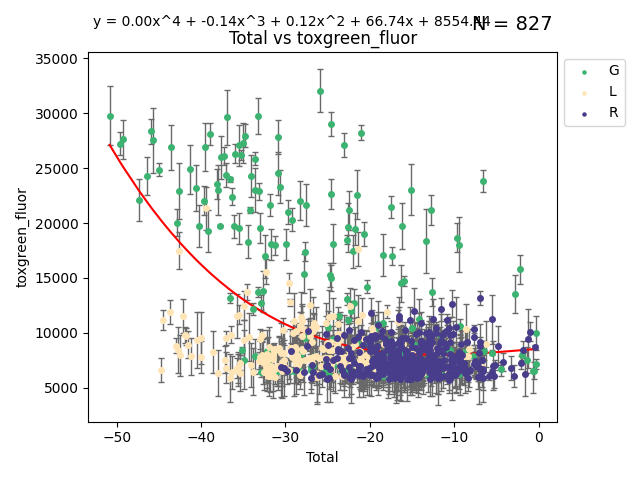 y = 0.00x^4 + -0.14x^3 + 0.12x^2 + 66.74x + 8554.44
N = 827
Total vs toxgreen_fluor
35000
30000
25000
20000
15000
10000
5000
toxgreen_fluor
−50
−40
−30
−20
−10
0
Total
G
L
R